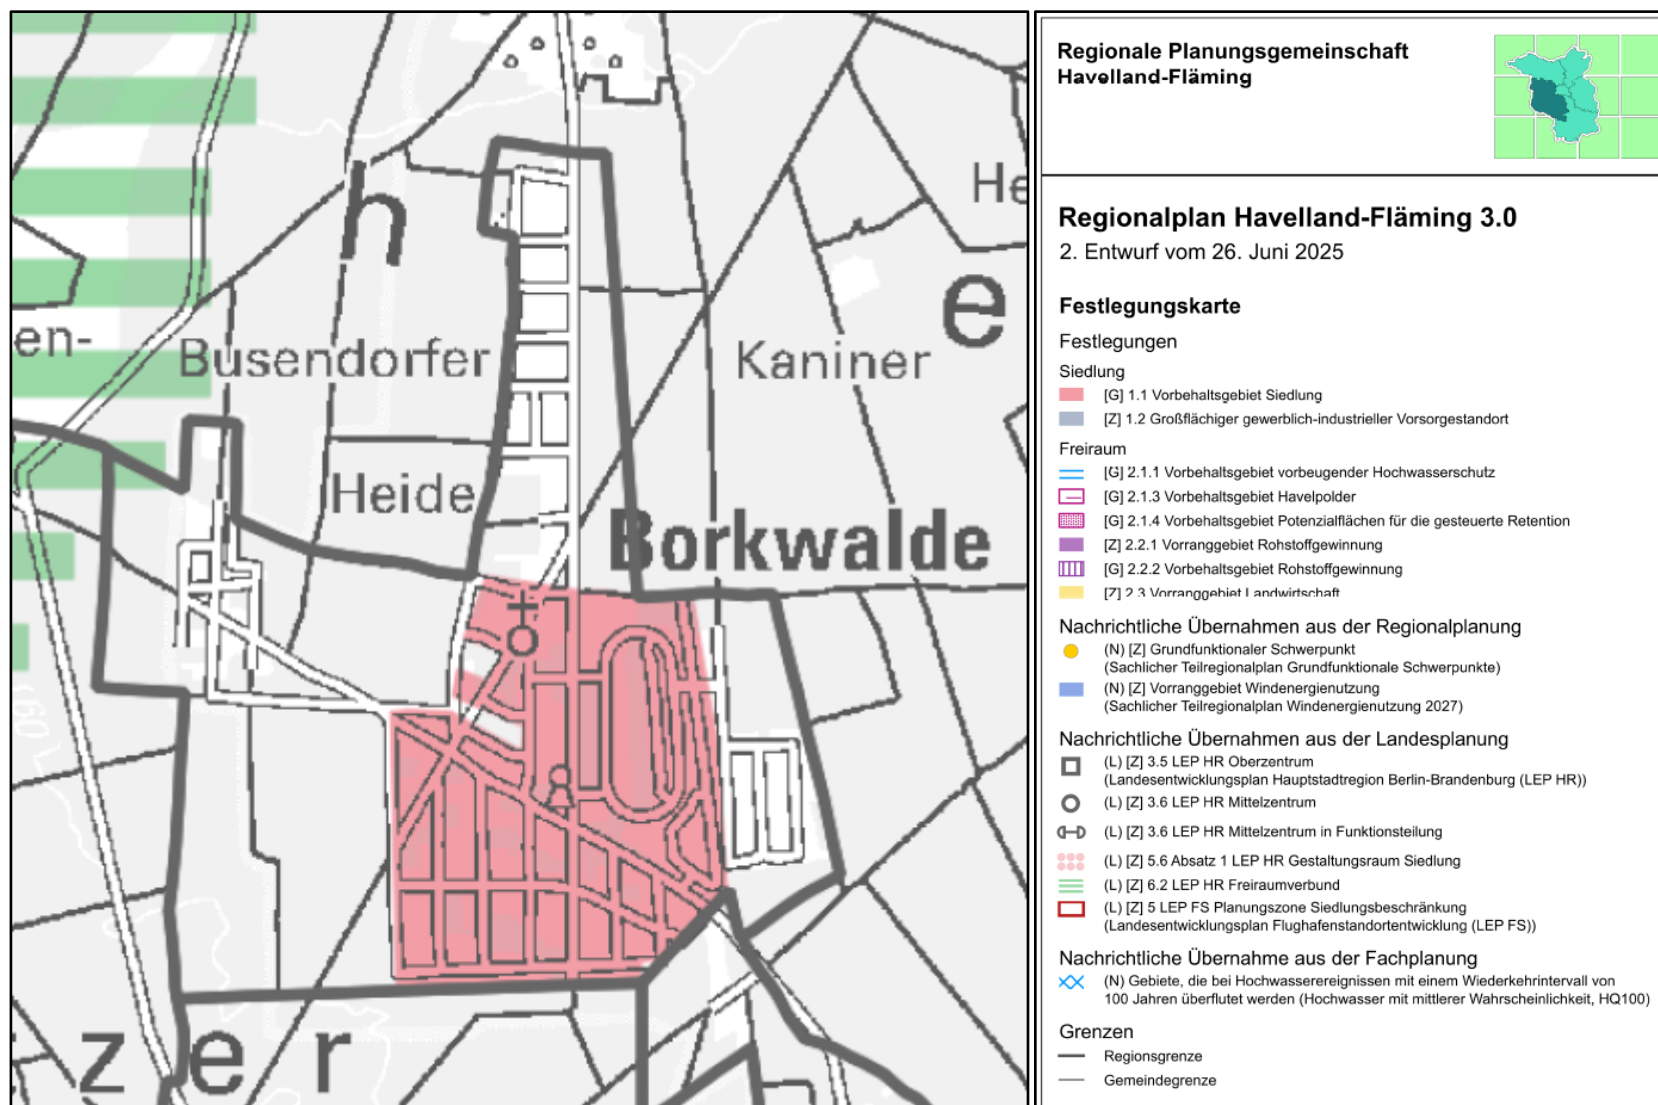 h
He
e
en-
Busendorfer
Kaniner
Heide
Borkwalde
60
z e r
Regionale Planungsgemeinschaft
Havelland-Fläming
Regionalplan Havelland-Fläming 3.0
2. Entwurf vom 26. Juni 2025
Festlegungskarte
Festlegungen
Siedlung
[G] 1.1 Vorbehaltsgebiet Siedlung
[Z] 1.2 Großflächiger gewerblich-industrieller Vorsorgestandort
Freiraum
[G] 2.1.1 Vorbehaltsgebiet vorbeugender Hochwasserschutz
[G] 2.1.3 Vorbehaltsgebiet Havelpolder
[G] 2.1.4 Vorbehaltsgebiet Potenzialflächen für die gesteuerte Retention
[Z] 2.2.1 Vorranggebiet Rohstoffgewinnung
[G] 2.2.2 Vorbehaltsgebiet Rohstoffgewinnung
[Z] 2.3 Vorranggebiet Landwirtschaft
Nachrichtliche Übernahmen aus der Regionalplanung
(N) [Z] Grundfunktionaler Schwerpunkt
(Sachlicher Teilregionalplan Grundfunktionale Schwerpunkte)
(N) [Z] Vorranggebiet Windenergienutzung
(Sachlicher Teilregionalplan Windenergienutzung 2027)
Nachrichtliche Übernahmen aus der Landesplanung
(L) [Z] 3.5 LEP HR Oberzentrum
(Landesentwicklungsplan Hauptstadtregion Berlin-Brandenburg (LEP HR))
(L) [Z] 3.6 LEP HR Mittelzentrum
(L) [Z] 3.6 LEP HR Mittelzentrum in Funktionsteilung
(L) [Z] 5.6 Absatz 1 LEP HR Gestaltungsraum Siedlung
(L) [Z] 6.2 LEP HR Freiraumverbund
(L) [Z] 5 LEP FS Planungszone Siedlungsbeschränkung
(Landesentwicklungsplan Flughafenstandortentwicklung (LEP FS))
Nachrichtliche Übernahme aus der Fachplanung
(N) Gebiete, die bei Hochwasserereignissen mit einem Wiederkehrintervall von
100 Jahren überflutet werden (Hochwasser mit mittlerer Wahrscheinlichkeit, HQ100)
Grenzen
Regionsgrenze
Gemeindegrenze